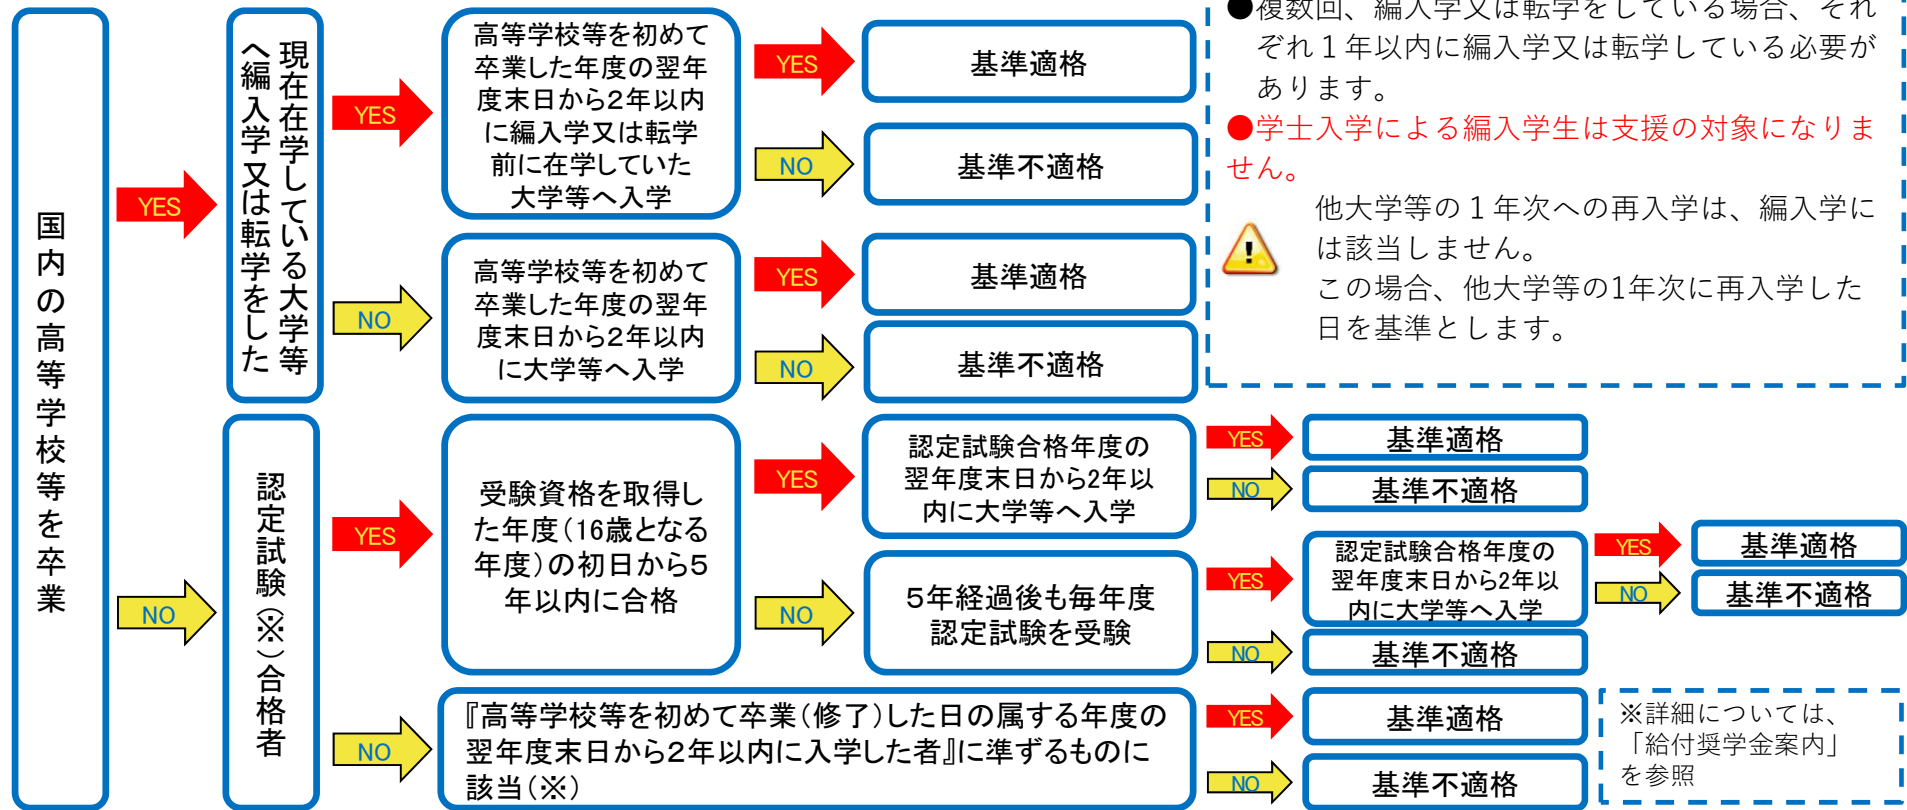 国内の高等学校等を卒業
YES
NO
現在在学している大学等
へ編入学又は転学をした
YES
高等学校等を初めて
卒業した年度の翌年
度末日から2年以内
に編入学又は転学
前に在学していた
大学等へ入学
YES
基準適格
NO
基準不適格
NO
高等学校等を初めて
卒業した年度の翌年
度末日から2年以内
に大学等へ入学
YES
基準適格
NO
基準不適格
●複数回、編入学又は転学をしている場合、それ
ぞれ１年以内に編入学又は転学している必要が
あります。
●学士入学による編入学生は支援の対象になりま
せん。
他大学等の１年次への再入学は、編入学に
は該当しません。
この場合、他大学等の1年次に再入学した
日を基準とします。
認定試験(※)合格者
YES
受験資格を取得し
た年度(16歳となる
年度)の初日から５
年以内に合格
YES
認定試験合格年度の
翌年度末日から2年以
内に大学等へ入学
YES
基準適格
NO
基準不適格
NO
５年経過後も毎年度
認定試験を受験
YES
認定試験合格年度の
翌年度末日から2年以
内に大学等へ入学
YES
基準適格
NO
基準不適格
NO
基準不適格
NO
『高等学校等を初めて卒業(修了)した日の属する年度の
翌年度末日から２年以内に入学した者』に準ずるものに
該当(※)
YES
基準適格
NO
基準不適格
※詳細については、
「給付奨学金案内」
を参照